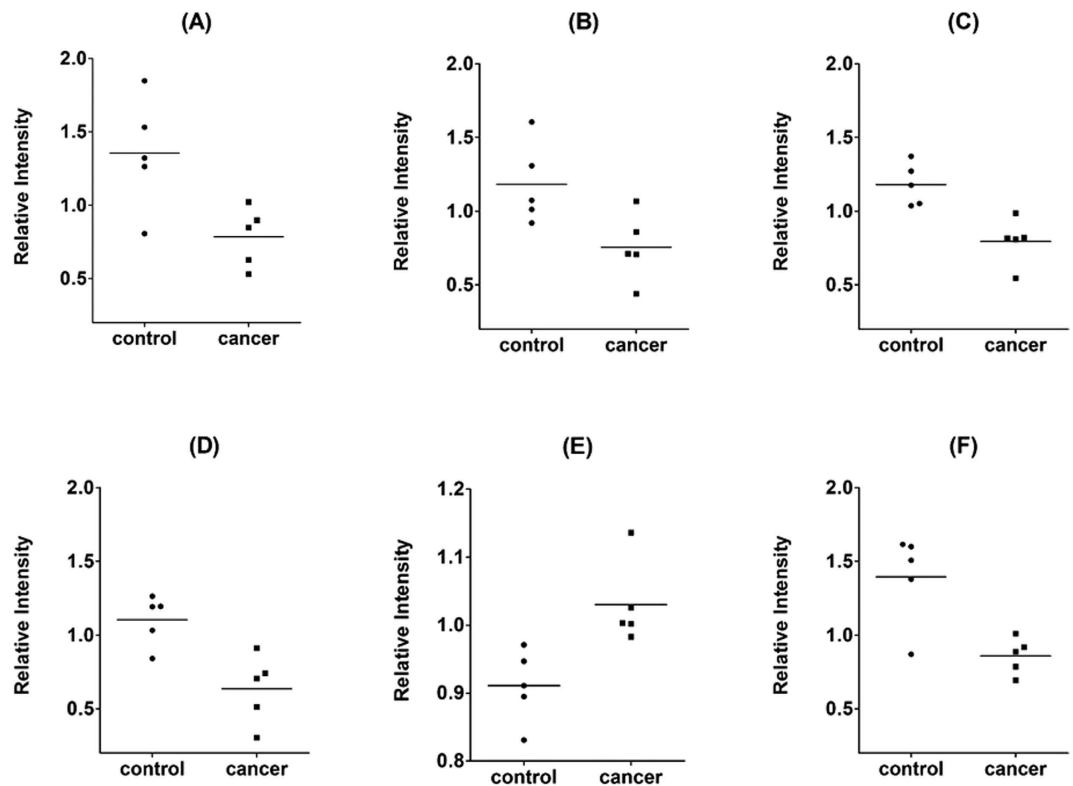 (A)
Relative Intensity
2.0
1.5
1.0
0.5
control cancer
(B)
Relative Intensity
2.0
1.5
1.0
0.5
control cancer
(C)
Relative Intensity
2.0
1.5
1.0
0.5
control cancer
(D)
Relative Intensity
2.0
1.5
1.0
0.5
control cancer
(E)
Relative Intensity
1.2
1.1
1.0
0.9
0.8
control cancer
(F)
Relative Intensity
2.0
1.5
1.0
0.5
control cancer